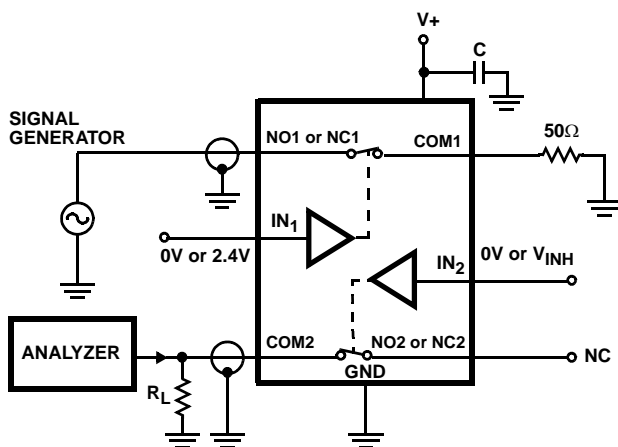 V+
C
SIGNAL
GENERATOR
NO1 or NC1
COM1
50Ω
IN1
0V or 2.4V
IN2
0V or VINH
ANALYZER
COM2
NO2 or NC2
NC
GND
RL